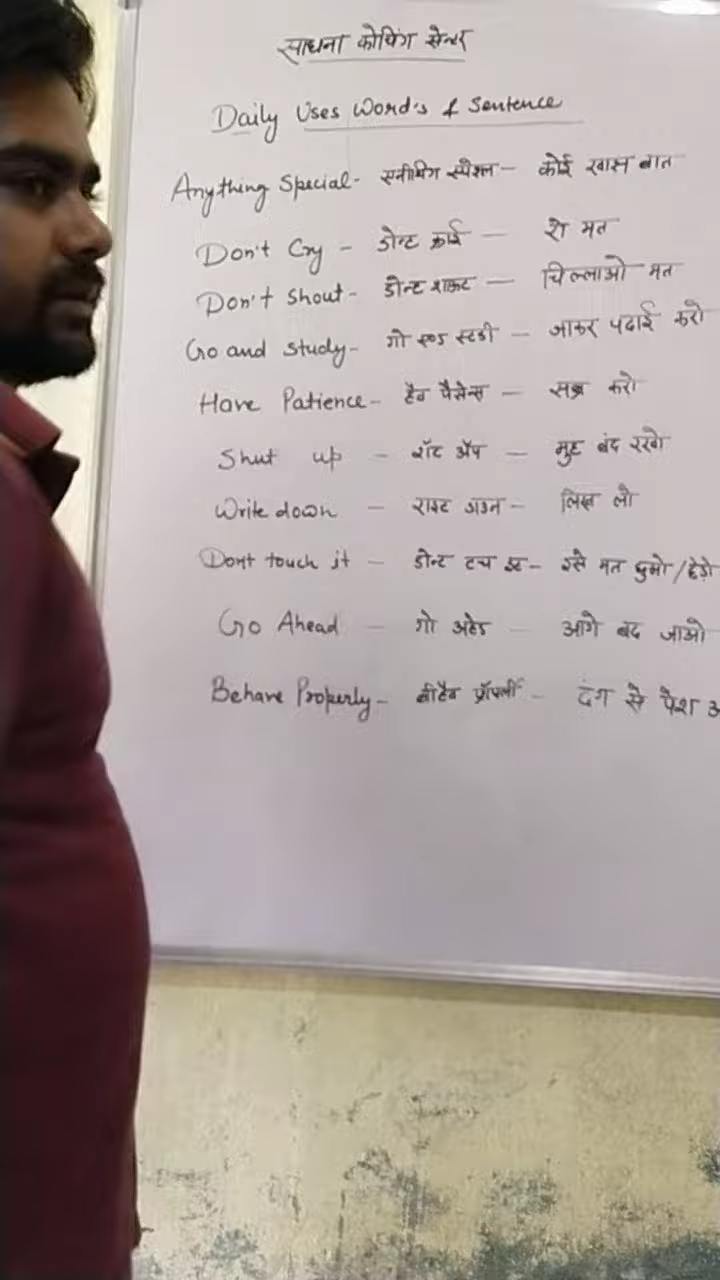 साधना कोचिंग सेन्टर
Daily Uses Word's & Sentence
Anything Special - एनीथिंग स्पेशल - कोई खास बात
Don't Cry - डोन्ट क्राई - रो मत
Don't Shout - डोन्ट शाऊट - चिल्लाओ मत
Go and study - गो एण्ड स्टडी - जाकर पढाई करो
Have Patience - हैव पैसेन्स - सब्र करो
Shut up - शॅट अॅप - मुह बंद रखो
Write down - राइट डाउन - लिख लो
Dont touch it - डोन्ट टच इट - इसे मत छुओ/छेड़ो
Go Ahead - गो अहेड - आगे बढ जाओ
Behave Properly - बीहैव प्रॉपर्ली - ढंग से पेश